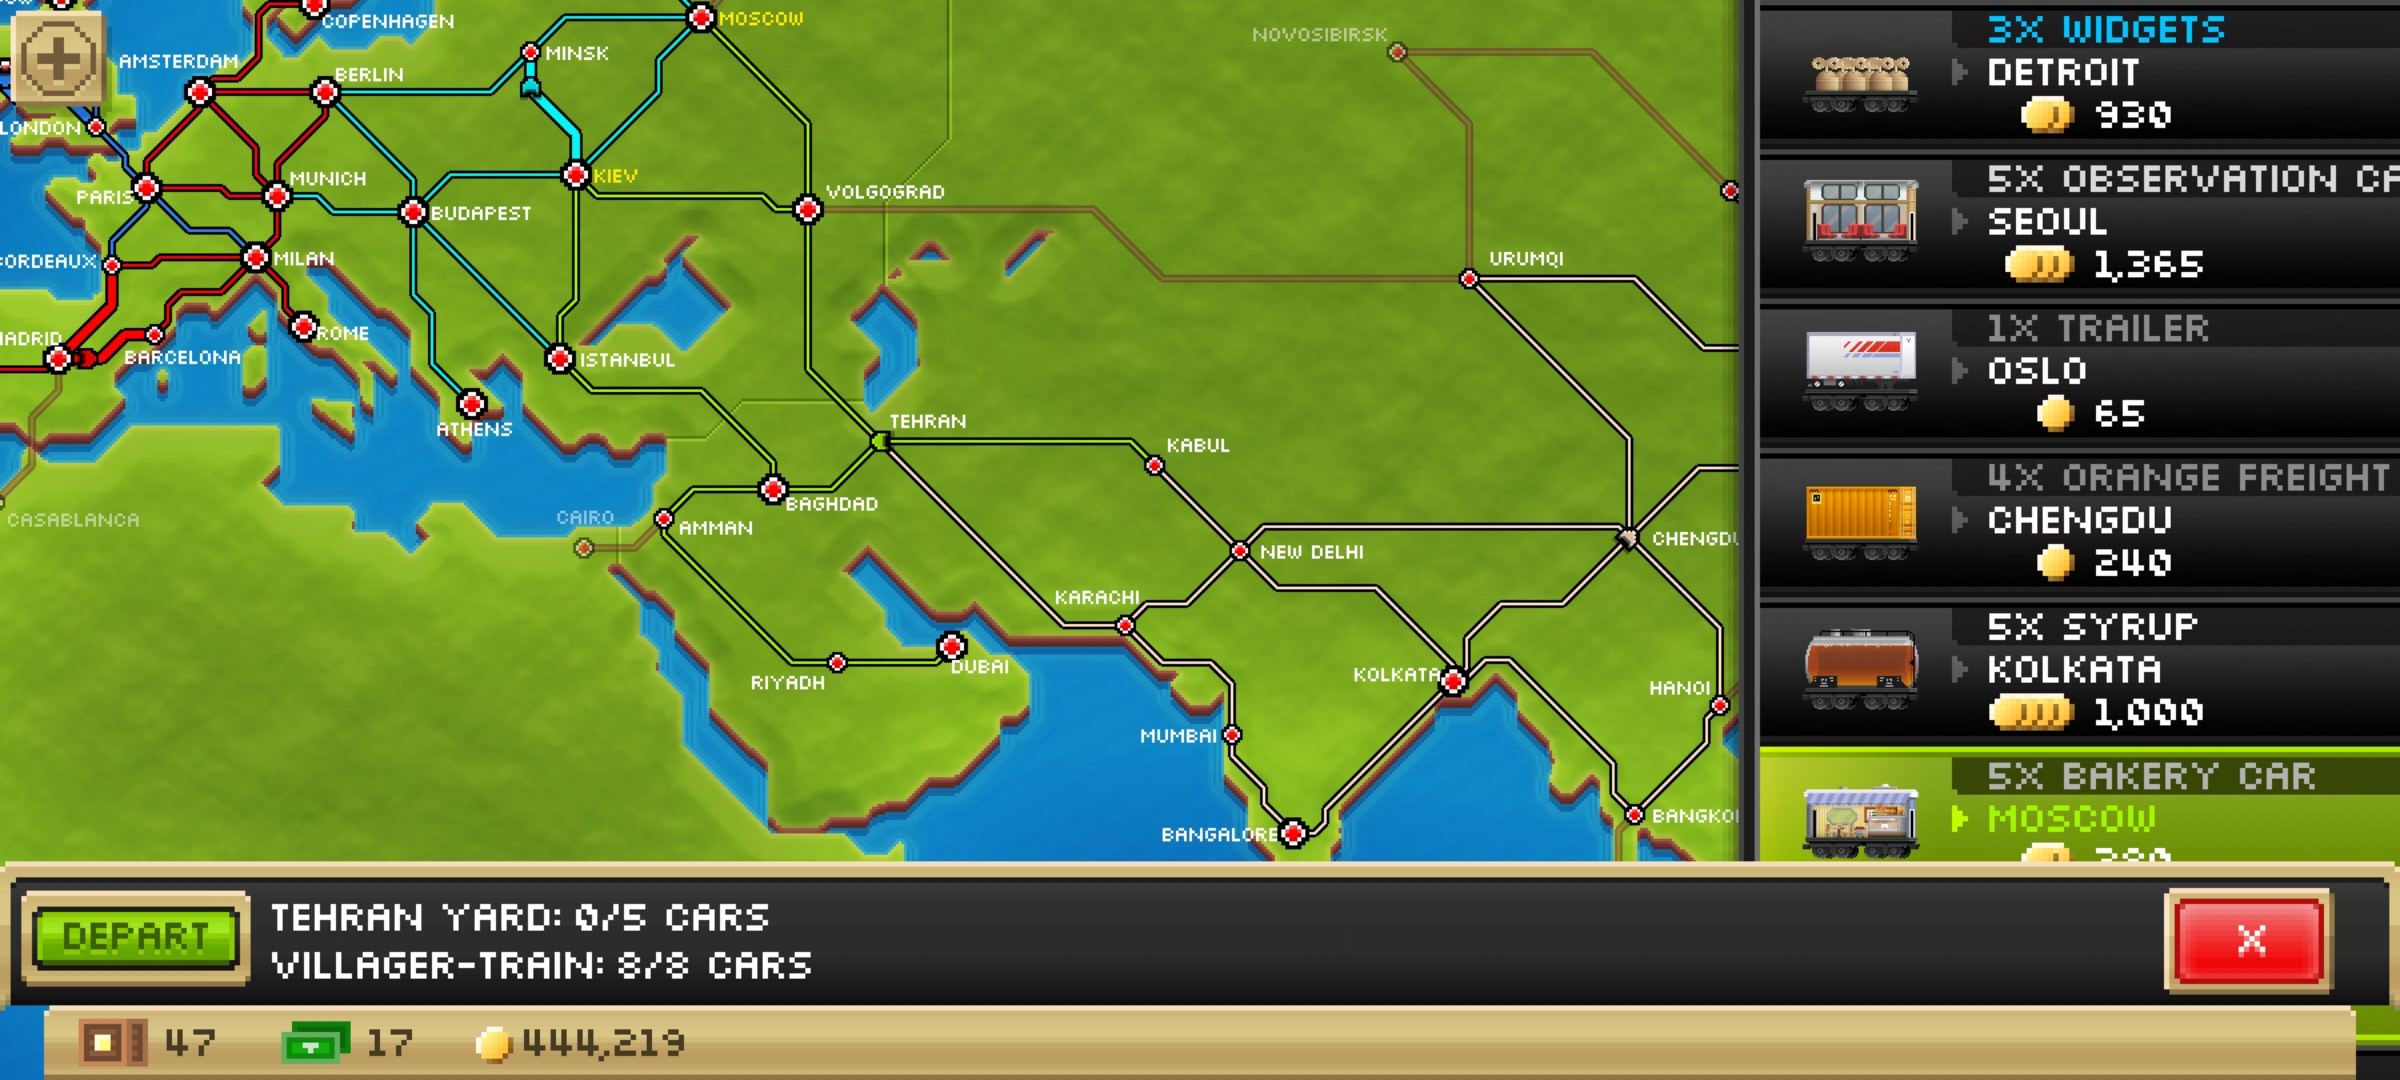 COPENHAGEN
MOSCOW
NOVOSIBIRSK
AMSTERDAM
MINSK
BERLIN
LONDON
MUNICH
KIEV
PARIS
VOLGOGRAD
BUDAPEST
ORDEAUX
MILAN
URUMQI
ADRID
ROME
BARCELONA
ISTANBUL
ATHENS
TEHRAN
KABUL
BAGHDAD
CASABLANCA
CAIRO
AMMAN
NEW DELHI
CHENGDU
KARACHI
DUBAI
RIYADH
KOLKATA
HANOI
MUMBAI
BANGALORE
BANGKO
3X WIDGETS
DETROIT
930
5X OBSERVATION CA
SEOUL
1,365
1X TRAILER
OSLO
65
4X ORANGE FREIGHT
CHENGDU
240
5X SYRUP
KOLKATA
1,000
5X BAKERY CAR
MOSCOW
DEPART
TEHRAN YARD: 0/5 CARS
VILLAGER-TRAIN: 8/8 CARS
X
47
17
444,219